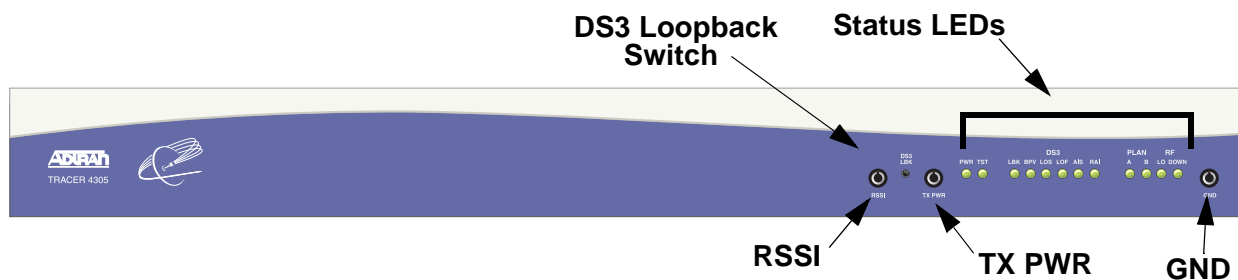 DS3 Loopback
Switch
Status LEDs
ADTRAN
TRACER 4305
DS3
LBK
DS3
PLAN RF
PWR TST LBK BPV LOS LOF AIS RAI A B LO DOWN
RSSI
TX PWR
GND
RSSI
TX PWR
GND